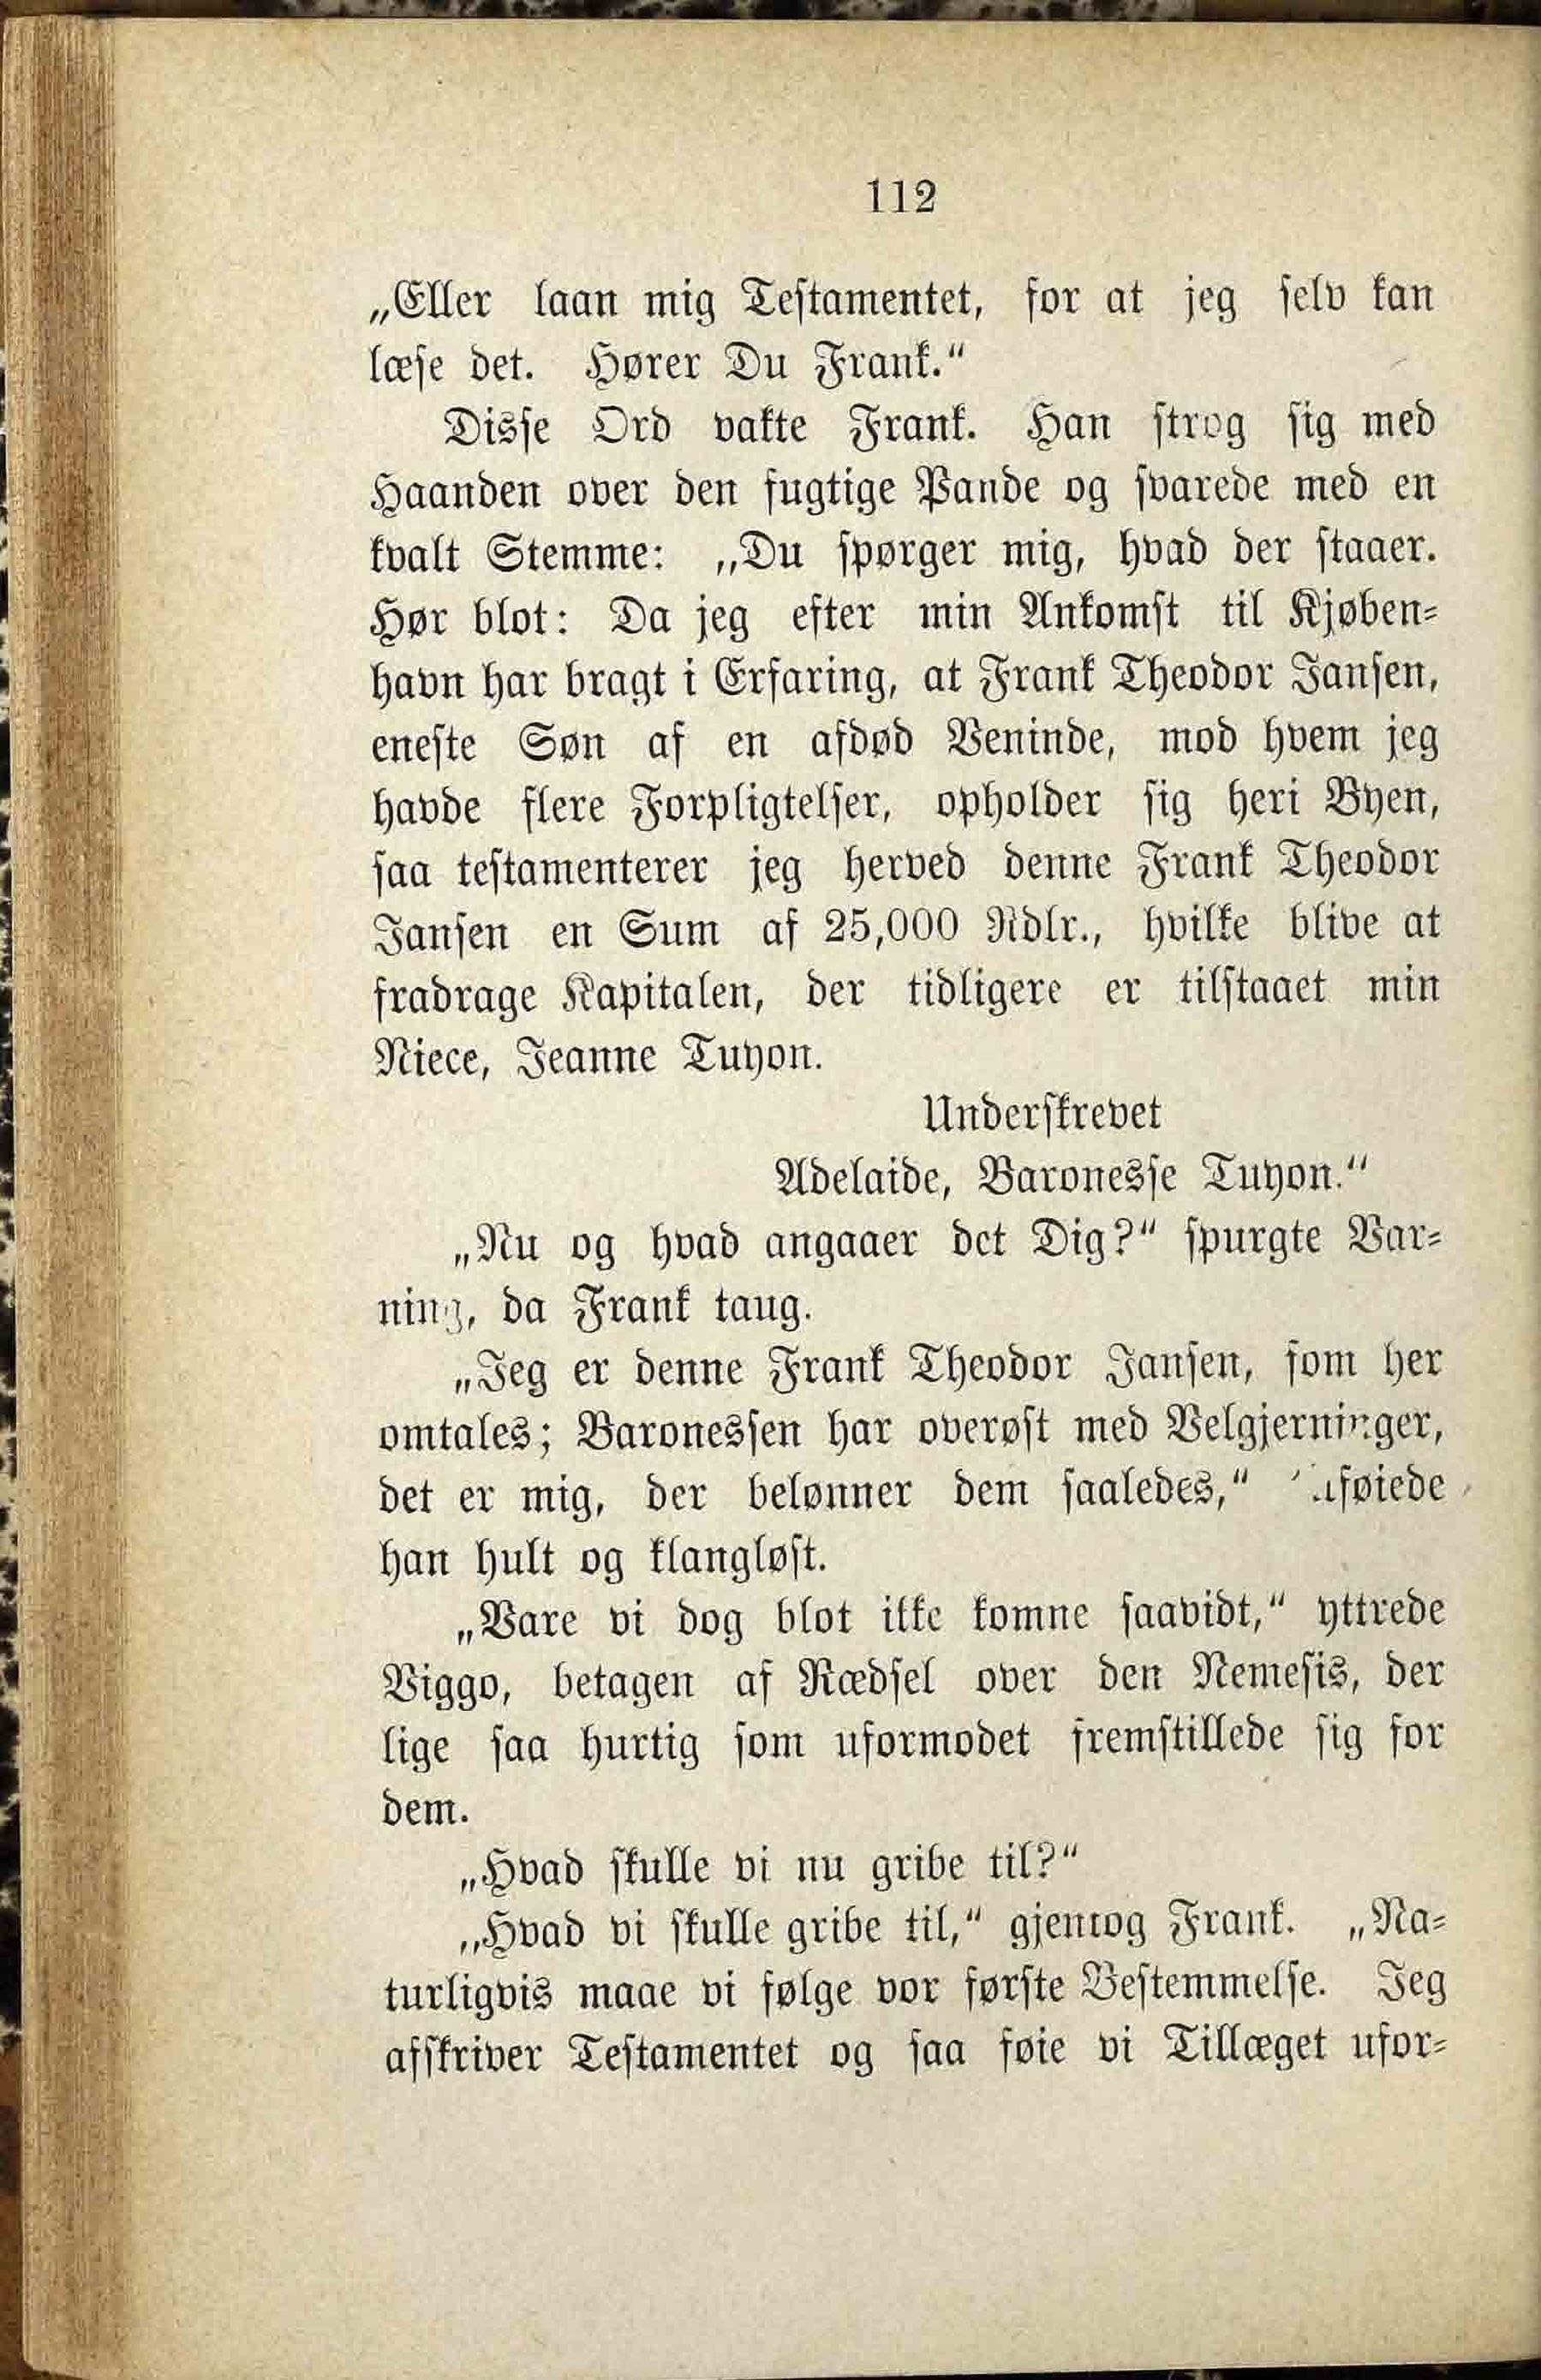 112
„Eller laan mig Testamentet, for at jeg selv kan
læse det. Hører Du Frank.“
Disse Ord vakte Frank. Han strog sig med
Haanden over den fugtige Pande og svarede med en
kvalt Stemme: „Du spørger mig, hvad der staaer.
Hør blot: Da jeg efter min Ankomst til Kjøben-
havn har bragt i Erfaring, at Frank Theodor Jansen,
eneste Søn af en afdød Veninde, mod hvem jeg
havde flere Forpligtelser, opholder sig heri Byen,
saa testamenterer jeg herved denne Frank Theodor
Jansen en Sum af 25,000 Rdlr., hvilke blive at
fradrage Kapitalen, der tidligere er tilstaaet min
Niece, Jeanne Tuyon.
Underskrevet
Adelaide, Baronesse Tuyon.“
„Nu og hvad angaaer det Dig?“ spurgte Var-
ning, da Frank taug.
„Jeg er denne Frank Theodor Jansen, som her
omtales; Baronessen har overøst med Velgjerninger,
det er mig, der belønner dem saaledes,“
han hult og klangløst.
„Vare vi dog blot ikke komne saavidt,“ yttrede
Viggo, betagen af Rædsel over den Nemesis, der
lige saa hurtig som uformodet fremstillede sig for
dem.
„Hvad skulle vi nu gribe til?“
„Hvad vi skulle gribe til,“ gjentog Frank. „Na-
turligvis maae vi følge vor første Bestemmelse. Jeg
afskriver Testamentet og saa føie vi Tillæget ufor-